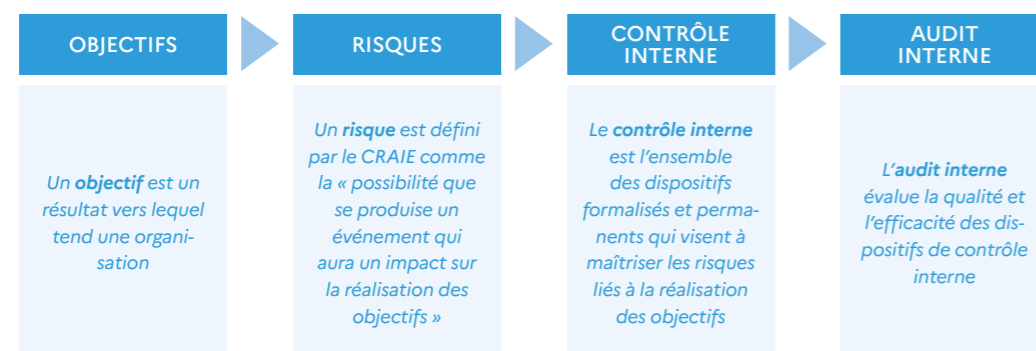 OBJECTIFS
Un objectif est un
résultat vers lequel
tend une organi-
sation
RISQUES
Un risque est défini
par le CRAIE comme
la « possibilité que
se produise un
événement qui
aura un impact sur
la réalisation des
objectifs »
CONTRÔLE
INTERNE
Le contrôle interne
est l’ensemble
des dispositifs
formalisés et perma-
nents qui visent à
maîtriser les risques
liés à la réalisation
des objectifs
AUDIT
INTERNE
L’audit interne
évalue la qualité et
l’efficacité des dis-
positifs de contrôle
interne